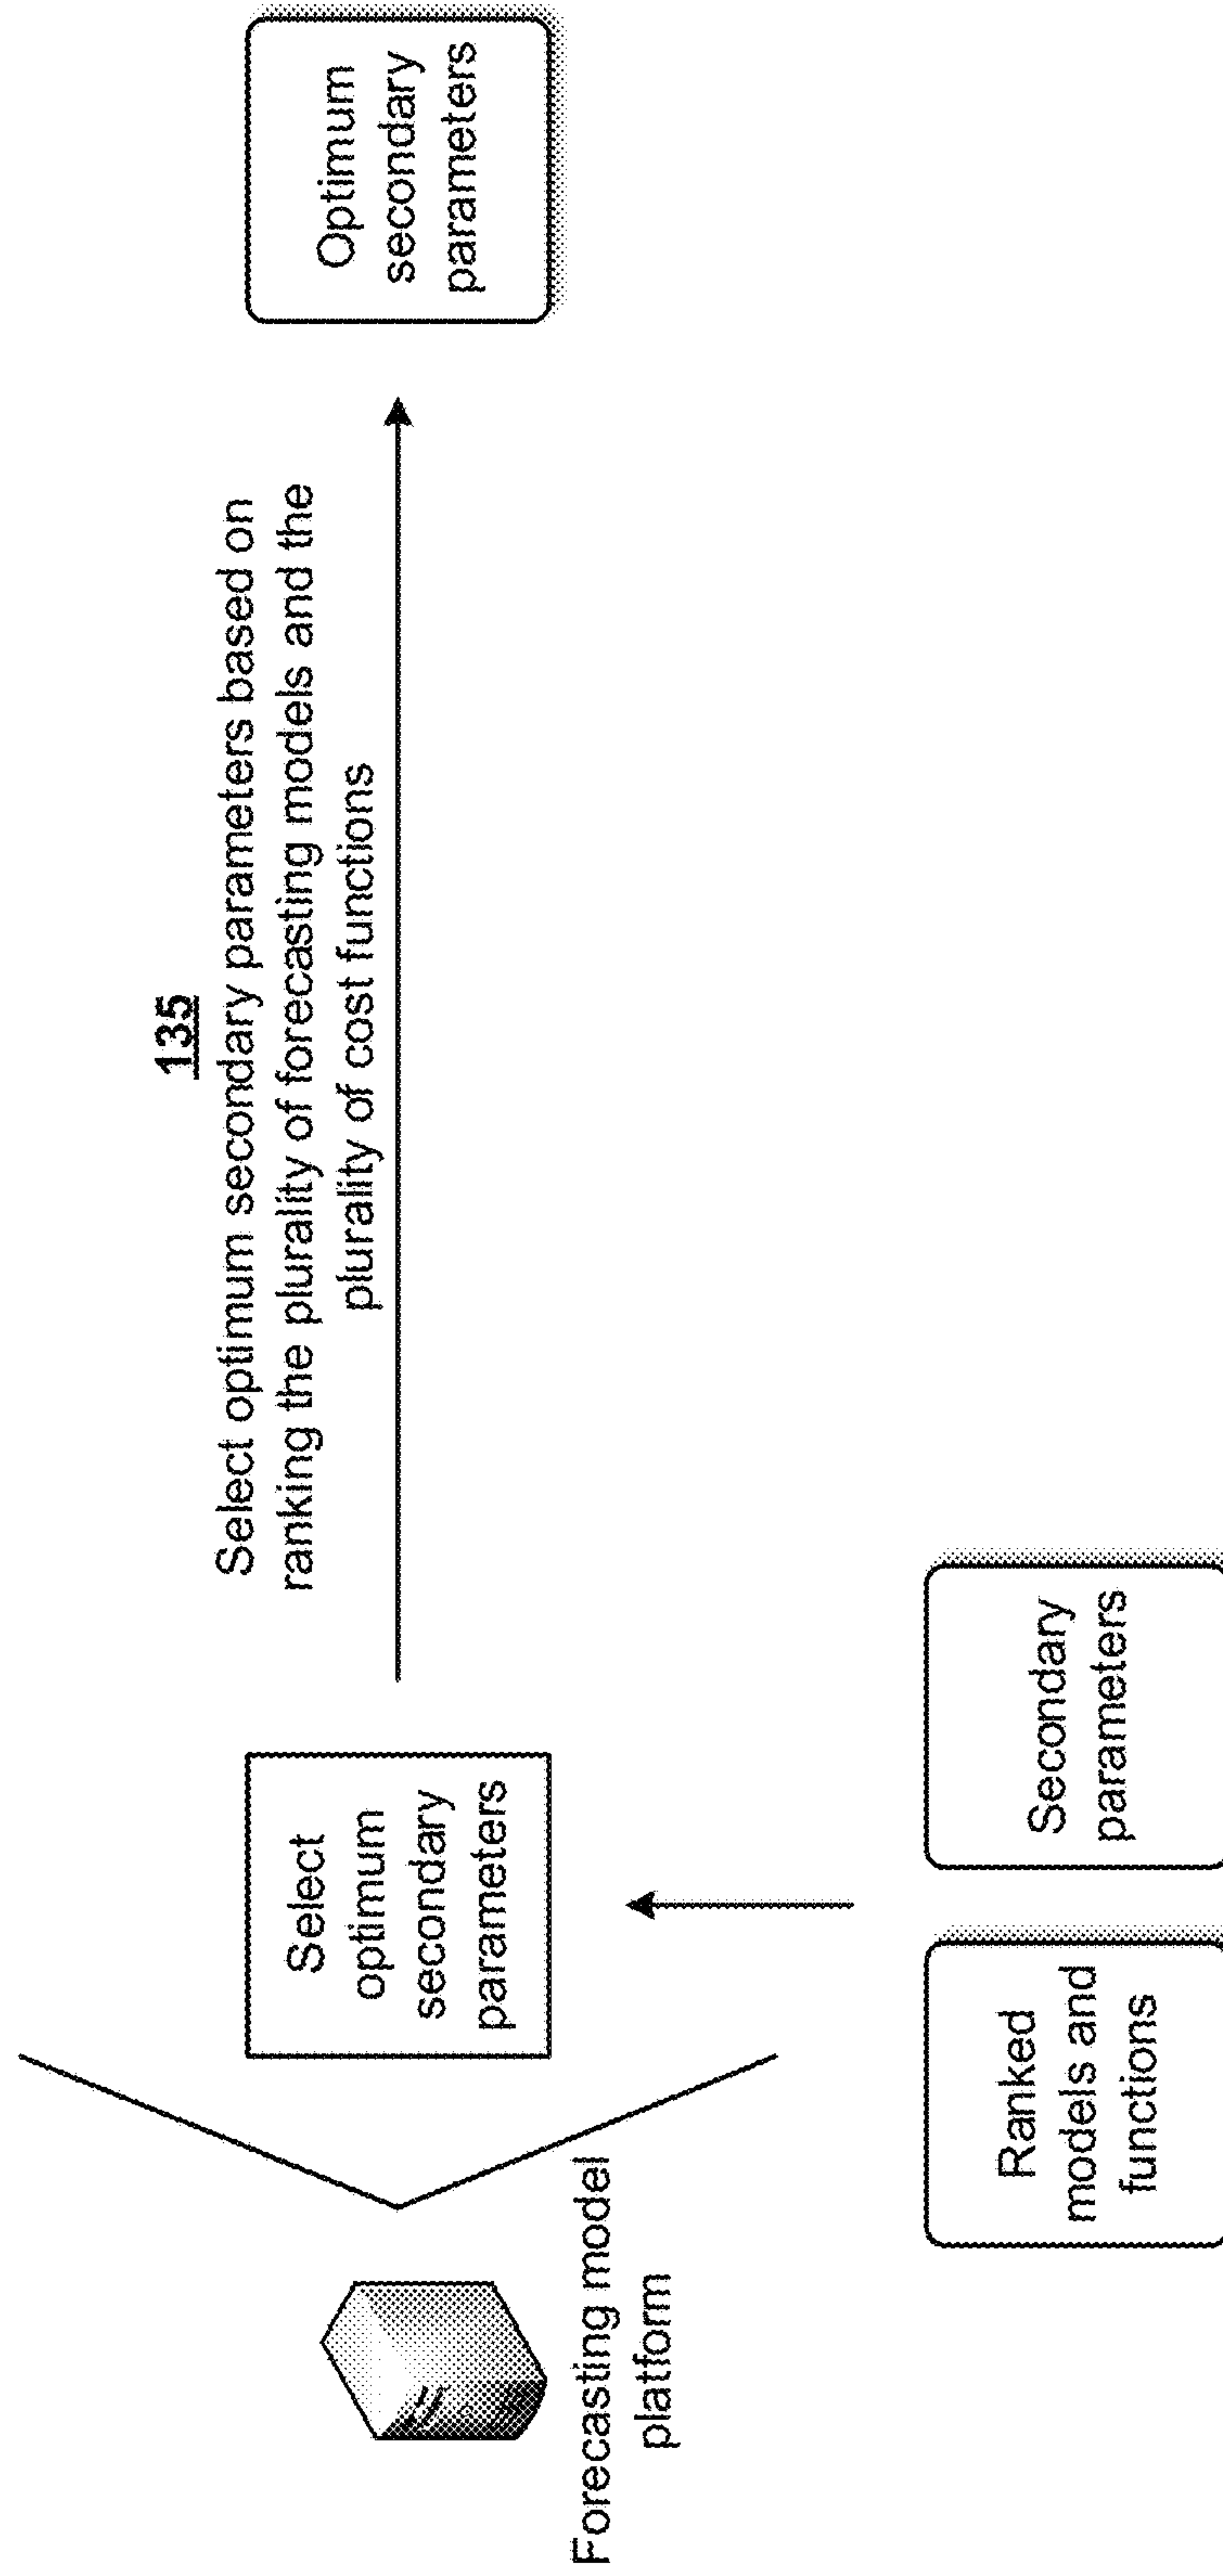 135
Select optimum secondary parameters based on
ranking the plurality of forecasting models and the
plurality of cost functions
Forecasting model
platform
Select
optimum
secondary
parameters
Optimum
secondary
parameters
Ranked
models and
functions
Secondary
parameters